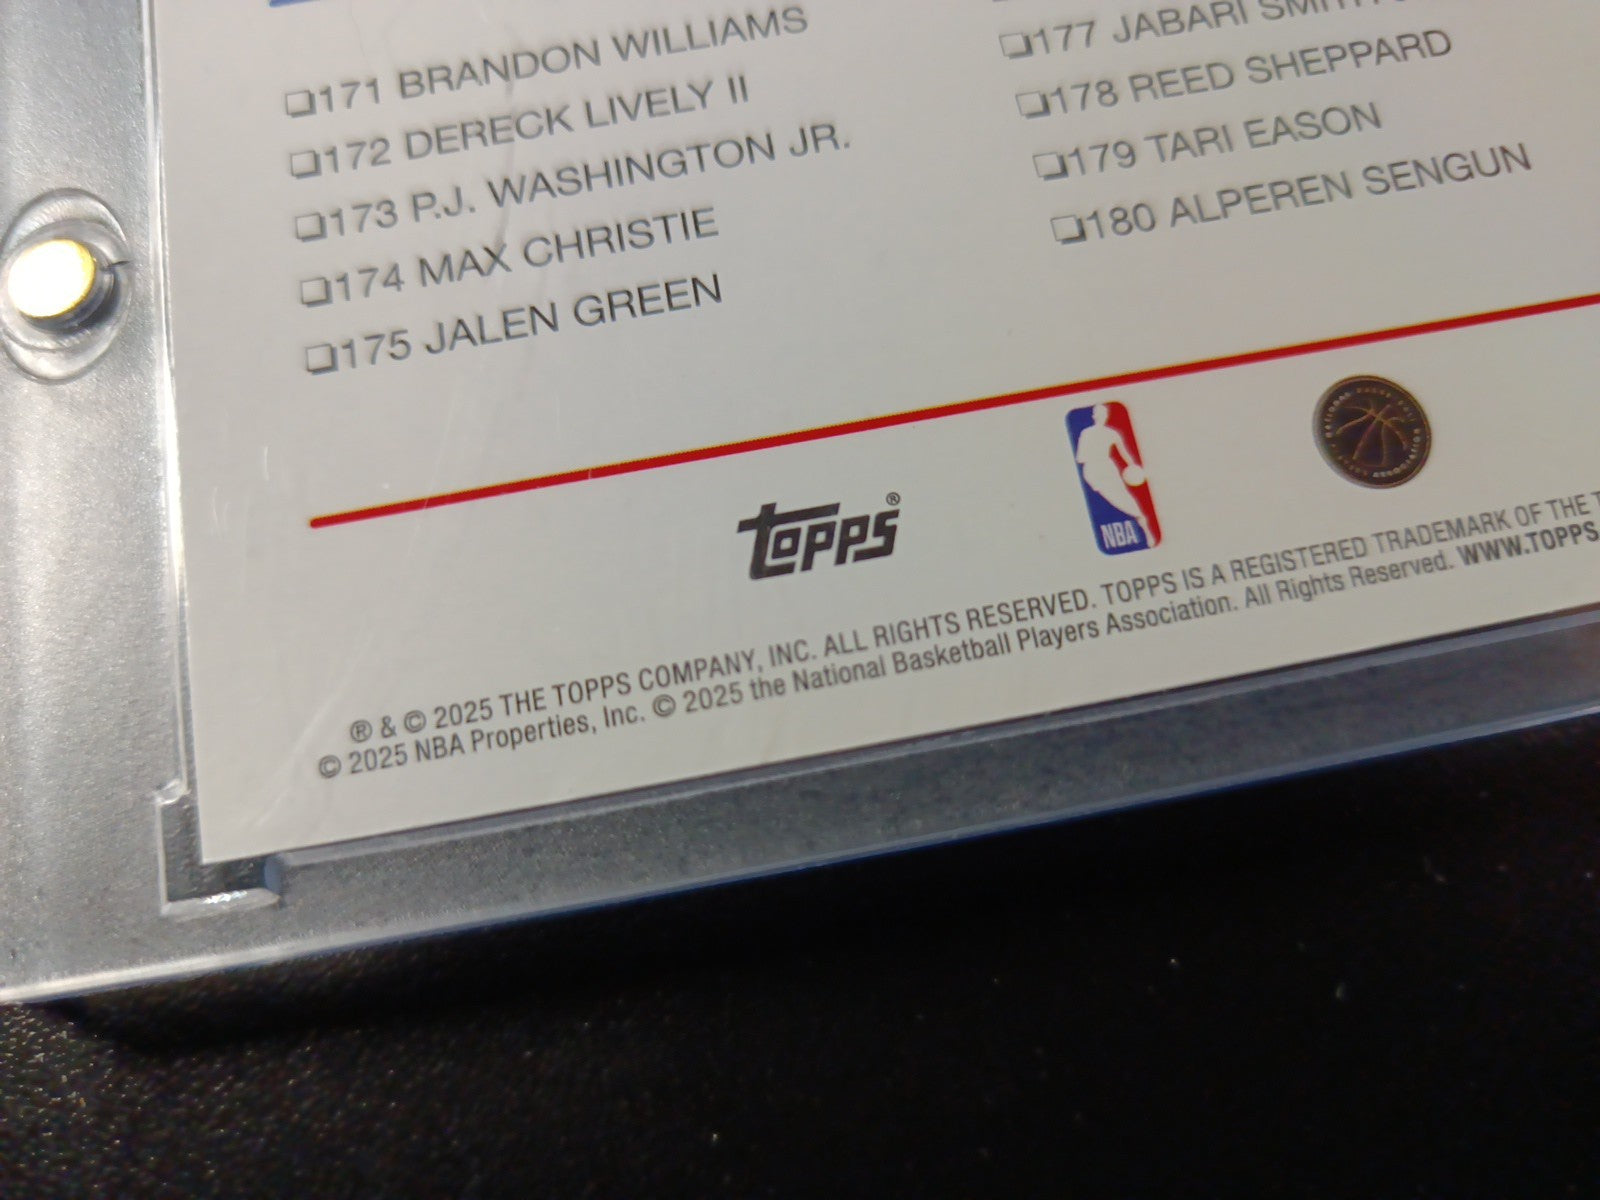 ❑171 BRANDON WILLIAMS
❑172 DERECK LIVELY II
❑173 P.J. WASHINGTON JR.
❑174 MAX CHRISTIE
❑175 JALEN GREEN
❑177 JABARI
❑178 REED SHEPPARD
❑179 TARI EASON
❑180 ALPEREN SENGUN
topps®
NBA
® & © 2025 THE TOPPS COMPANY, INC. ALL RIGHTS RESERVED. TOPPS IS A REGISTERED TRADEMARK OF THE
© 2025 NBA Properties, Inc. © 2025 the National Basketball Players Association. All Rights Reserved. WWW.TOPPS.